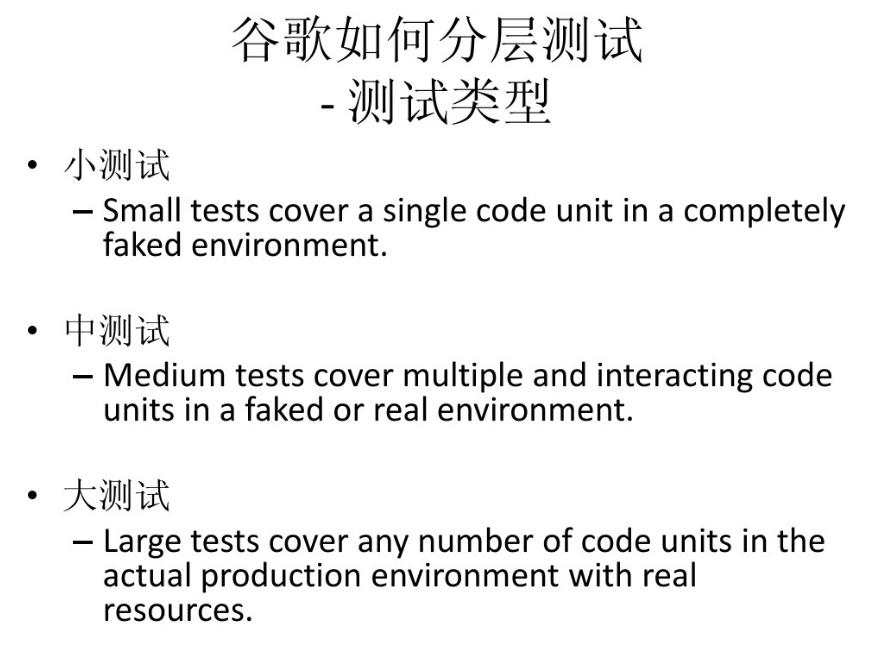 谷歌如何分层测试
- 测试类型
• 小测试
– Small tests cover a single code unit in a completely
faked environment.
• 中测试
– Medium tests cover multiple and interacting code
units in a faked or real environment.
• 大测试
– Large tests cover any number of code units in the
actual production environment with real
resources.